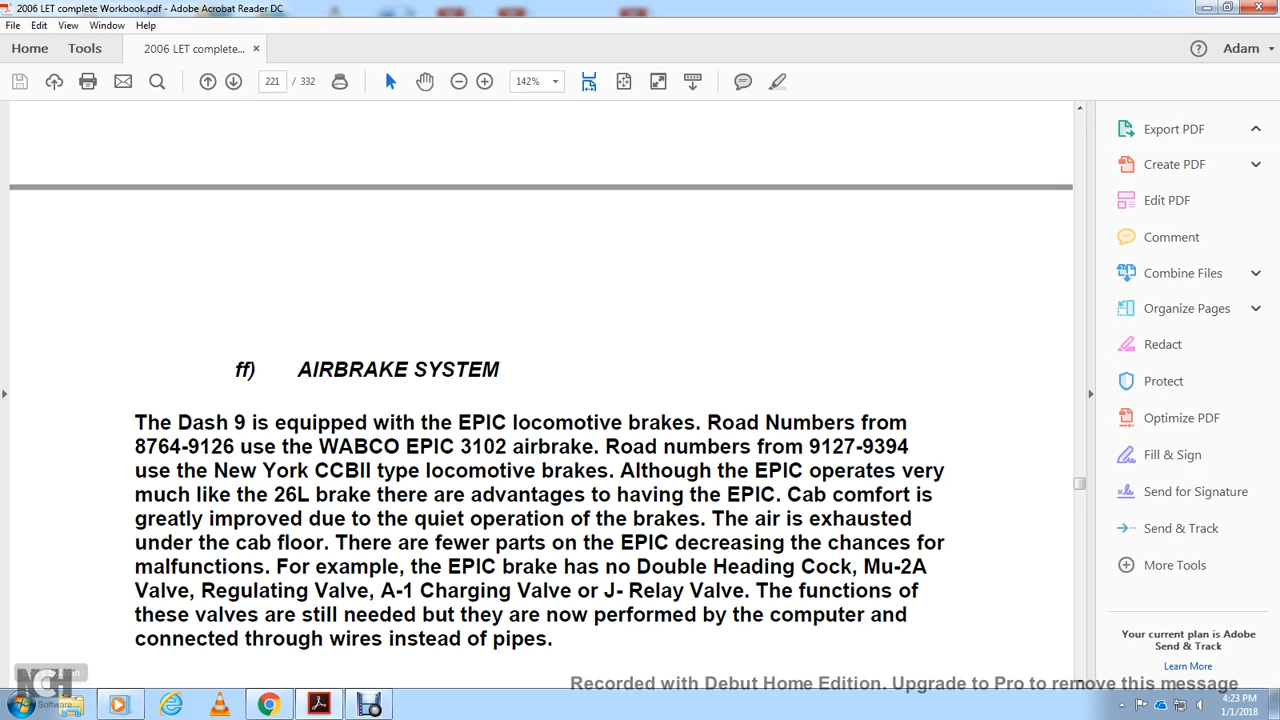 2006 LET complete Workbook.pdf - Adobe Acrobat Reader DC
File Edit View Window Help
Home Tools 2006 LET complete... × Adam
221 / 332 142%
Export PDF
Create PDF
Edit PDF
Comment
Combine Files
Organize Pages
Redact
Protect
Optimize PDF
Fill & Sign
Send for Signature
Send & Track
More Tools
Your current plan is Adobe
Send & Track
Learn More
ff) AIRBRAKE SYSTEM
The Dash 9 is equipped with the EPIC locomotive brakes. Road Numbers from
8764-9126 use the WABCO EPIC 3102 airbrake. Road numbers from 9127-9394
use the New York CCBII type locomotive brakes. Although the EPIC operates very
much like the 26L brake there are advantages to having the EPIC. Cab comfort is
greatly improved due to the quiet operation of the brakes. The air is exhausted
under the cab floor. There are fewer parts on the EPIC decreasing the chances for
malfunctions. For example, the EPIC brake has no Double Heading Cock, Mu-2A
Valve, Regulating Valve, A-1 Charging Valve or J- Relay Valve. The functions of
these valves are still needed but they are now performed by the computer and
connected through wires instead of pipes.
NCH
Software
Recorded with Debut Home Edition. Upgrade to Pro to remove this message
4:23 PM
1/1/2018